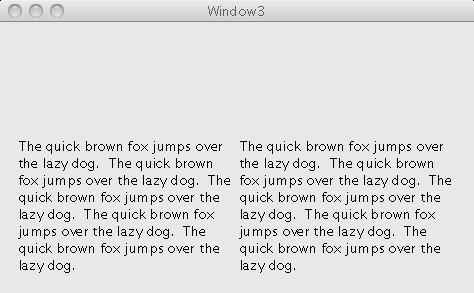 Window3
The quick brown fox jumps over
the lazy dog.  The quick brown
fox jumps over the lazy dog.  The
quick brown fox jumps over the
lazy dog.  The quick brown fox
jumps over the lazy dog.  The
quick brown fox jumps over the
lazy dog.
The quick brown fox jumps over
the lazy dog.  The quick brown
fox jumps over the lazy dog.  The
quick brown fox jumps over the
lazy dog.  The quick brown fox
jumps over the lazy dog.  The
quick brown fox jumps over the
lazy dog.